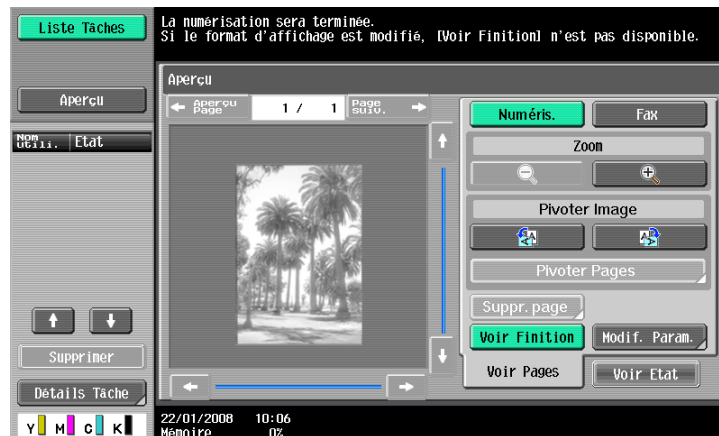 Liste Tâches
La numérisation sera terminée.
Si le format d'affichage est modifié, [Voir Finition] n'est pas disponible.
Aperçu
Aperçu
Aperçu Page
1 / 1
Page suiv.
Numéris.
Fax
Nom utili.
Etat
Zoom
Pivoter Image
Pivoter Pages
Suppr. page
Voir Finition
Modif. Param.
Supprimer
Voir Pages
Voir Etat
Détails Tâche
Y M C K
22/01/2008 10:06
Mémoire 0%